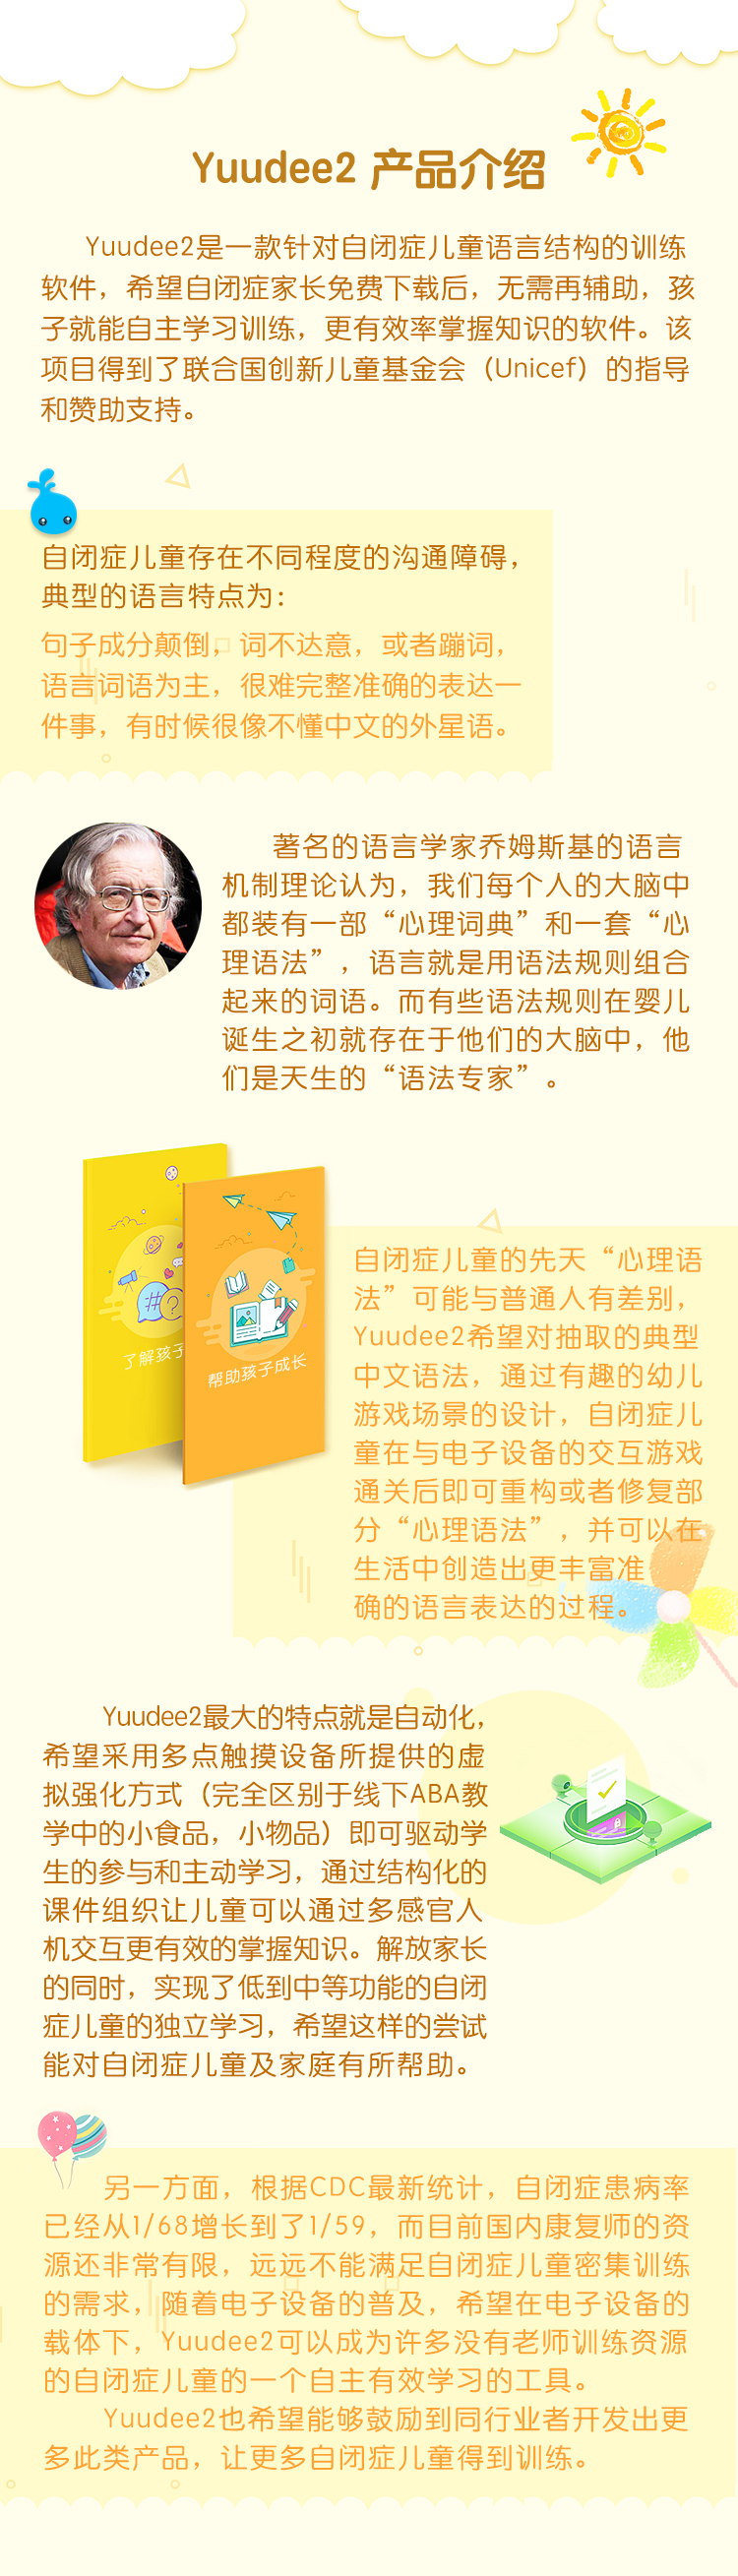 Yuudee2 产品介绍
Yuudee2是一款针对自闭症儿童语言结构的训练
软件，希望自闭症家长免费下载后，无需再辅助，孩
子就能自主学习训练，更有效率掌握知识的软件。该
项目得到了联合国创新儿童基金会（Unicef）的指导
和赞助支持。
自闭症儿童存在不同程度的沟通障碍，
典型的语言特点为：
句子成分颠倒，词不达意，或者蹦词，
语言词语为主，很难完整准确的表达一
件事，有时候很像不懂中文的外星语。
著名的语言学家乔姆斯基的语言
机制理论认为，我们每个人的大脑中
都装有一部“心理词典”和一套“心
理语法”，语言就是用语法规则组合
起来的词语。而有些语法规则在婴儿
诞生之初就存在于他们的大脑中，他
们是天生的“语法专家”。
了解孩子
帮助孩子成长
自闭症儿童的先天“心理语
法”可能与普通人有差别，
Yuudee2希望对抽取的典型
中文语法，通过有趣的幼儿
游戏场景的设计，自闭症儿
童在与电子设备的交互游戏
通关后即可重构或者修复部
分“心理语法”，并可以在
生活中创造出更丰富准
确的语言表达的过程。
Yuudee2最大的特点就是自动化，
希望采用多点触摸设备所提供的虚
拟强化方式（完全区别于线下ABA教
学中的小食品，小物品）即可驱动学
生的参与和主动学习，通过结构化的
课件组织让儿童可以通过多感官人
机交互更有效的掌握知识。解放家长
的同时，实现了低到中等功能的自闭
症儿童的独立学习，希望这样的尝试
能对自闭症儿童及家庭有所帮助。
另一方面，根据CDC最新统计，自闭症患病率
已经从1/68增长到了1/59，而目前国内康复师的资
源还非常有限，远远不能满足自闭症儿童密集训练
的需求，随着电子设备的普及，希望在电子设备的
载体下，Yuudee2可以成为许多没有老师训练资源
的自闭症儿童的一个自主有效学习的工具。
Yuudee2也希望能够鼓励到同行业者开发出更
多此类产品，让更多自闭症儿童得到训练。